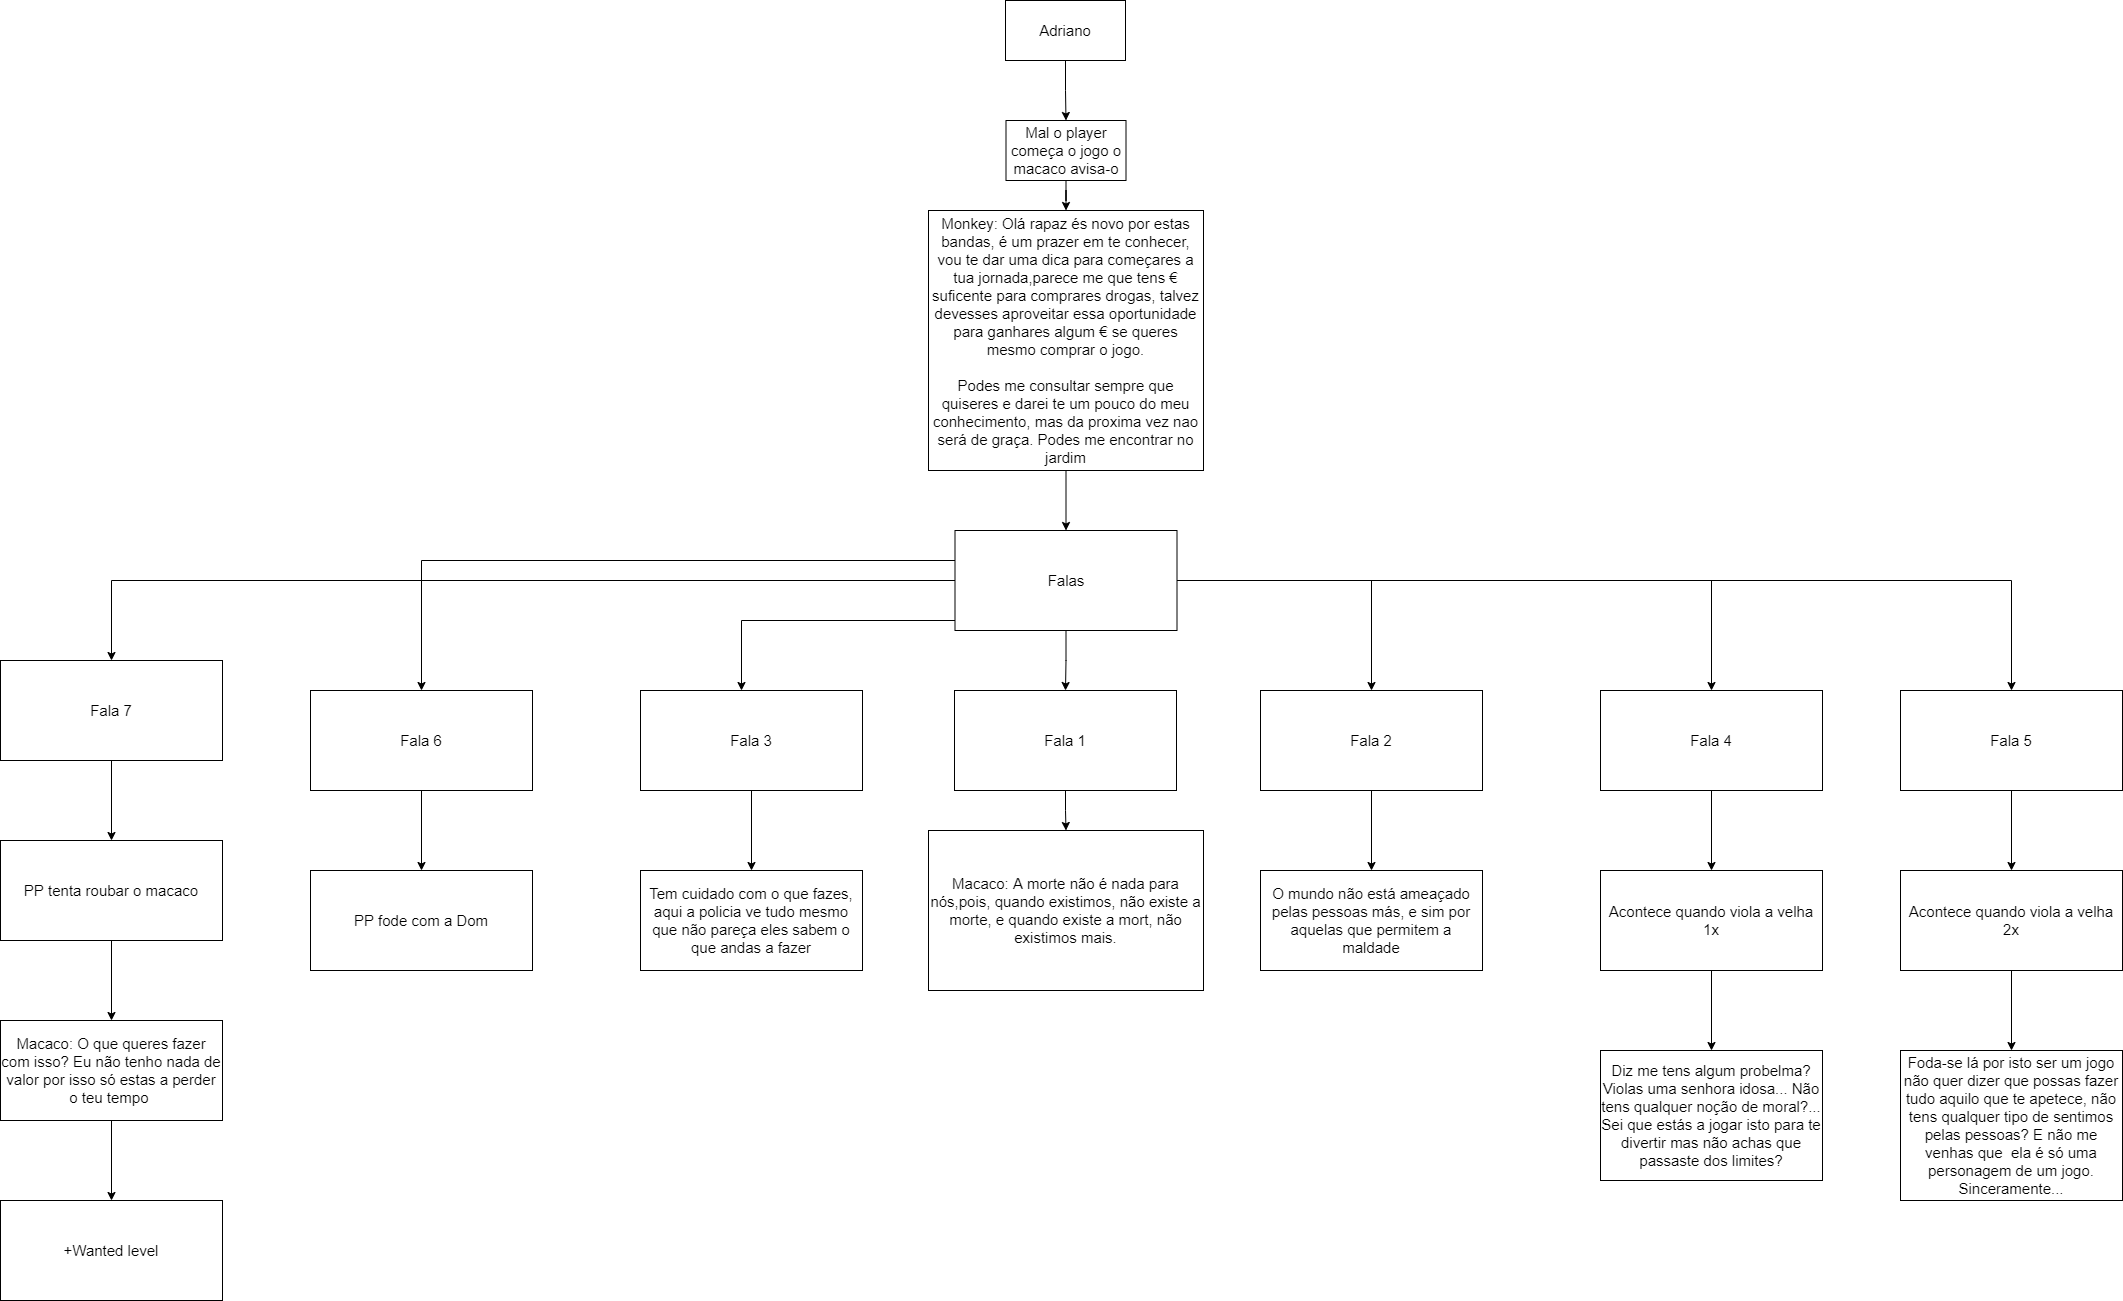 Adriano
Mal o player
começa o jogo o
macaco avisa-o
Monkey: Olá rapaz és novo por estas
bandas, é um prazer em te conhecer,
vou te dar uma dica para começares a
tua jornada,parece me que tens €
suficente para comprares drogas, talvez
devesses aproveitar essa oportunidade
para ganhares algum € se queres
mesmo comprar o jogo.
Podes me consultar sempre que
quiseres e darei te um pouco do meu
conhecimento, mas da proxima vez nao
será de graça. Podes me encontrar no
jardim
Falas
Fala 7
Fala 6
Fala 3
Fala 1
Fala 2
Fala 4
Fala 5
PP tenta roubar o macaco
PP fode com a Dom
Tem cuidado com o que fazes,
aqui a policia ve tudo mesmo
que não pareça eles sabem o
que andas a fazer
Macaco: A morte não é nada para
nós,pois, quando existimos, não existe a
morte, e quando existe a mort, não
existimos mais.
O mundo não está ameaçado
pelas pessoas más, e sim por
aquelas que permitem a
maldade
Acontece quando viola a velha
1x
Acontece quando viola a velha
2x
Macaco: O que queres fazer
com isso? Eu não tenho nada de
valor por isso só estas a perder
o teu tempo
Diz me tens algum probelma?
Violas uma senhora idosa... Não
tens qualquer noção de moral?...
Sei que estás a jogar isto para te
divertir mas não achas que
passaste dos limites?
Foda-se lá por isto ser um jogo
não quer dizer que possas fazer
tudo aquilo que te apetece, não
tens qualquer tipo de sentimos
pelas pessoas? E não me
venhas que  ela é só uma
personagem de um jogo.
Sinceramente...
+Wanted level